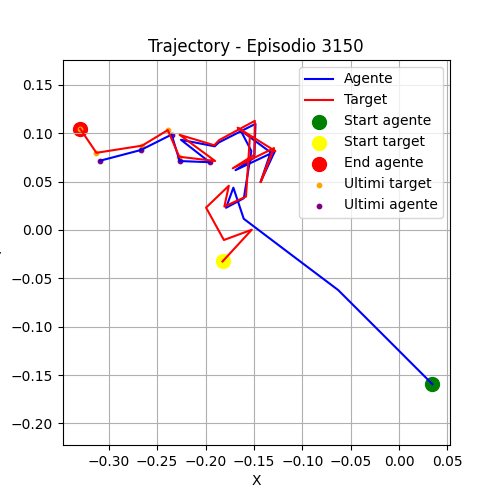 Trajectory - Episodio 3150
Agente
Target
Start agente
Start target
End agente
Ultimi target
Ultimi agente
0.15
0.10
0.05
0.00
−0.05
−0.10
−0.15
−0.20
−0.30 −0.25 −0.20 −0.15 −0.10 −0.05 0.00 0.05
X